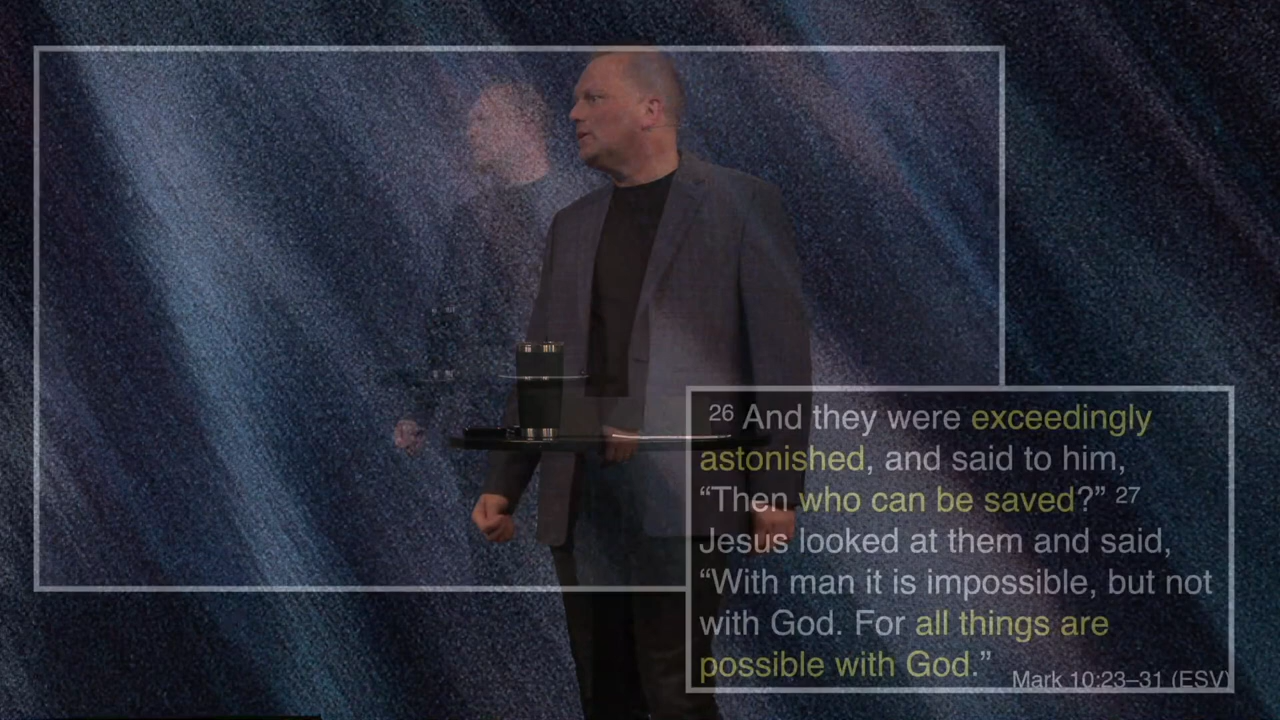 26 And they were exceedingly
astonished, and said to him,
“Then who can be saved?” 27
Jesus looked at them and said,
“With man it is impossible, but not
with God. For all things are
possible with God.”
Mark 10:23–31 (ESV)